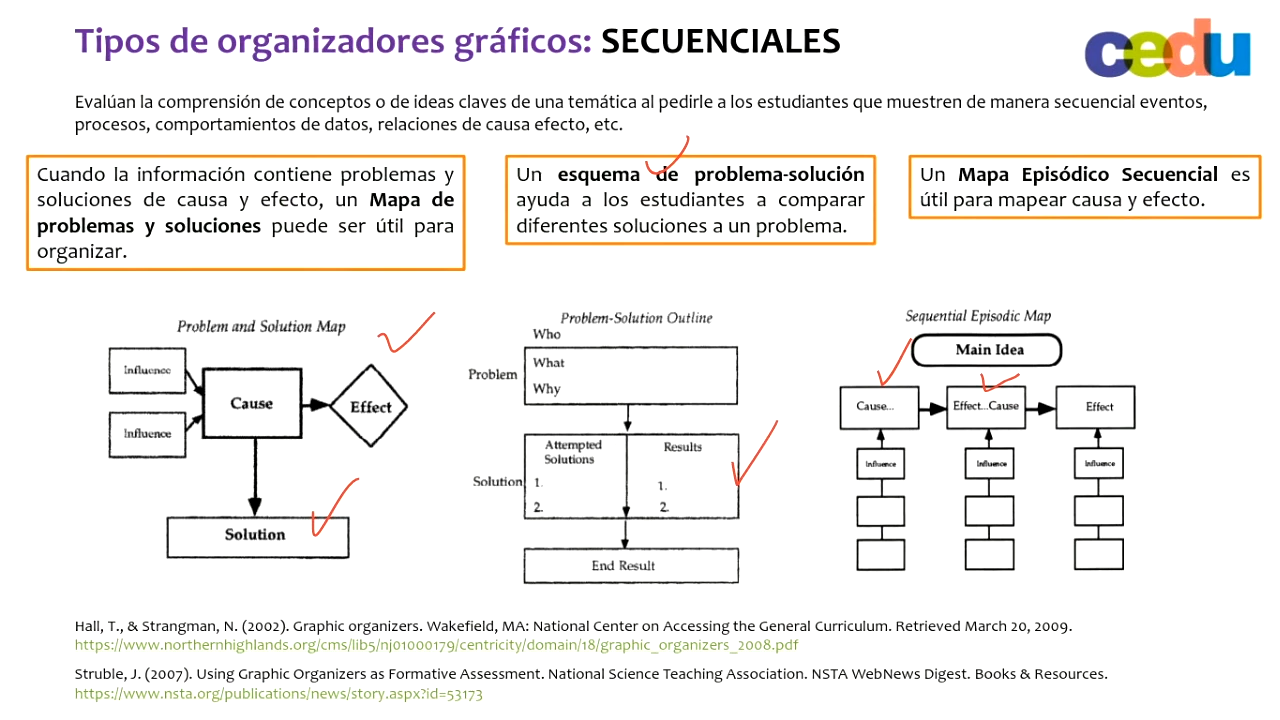 Tipos de organizadores gráficos: SECUENCIALES
cedu
Evalúan la comprensión de conceptos o de ideas claves de una temática al pedirle a los estudiantes que muestren de manera secuencial eventos,
procesos, comportamientos de datos, relaciones de causa efecto, etc.
Cuando la información contiene problemas y
soluciones de causa y efecto, un Mapa de
problemas y soluciones puede ser útil para
organizar.
Un esquema de problema-solución
ayuda a los estudiantes a comparar
diferentes soluciones a un problema.
Un Mapa Episódico Secuencial es
útil para mapear causa y efecto.
Problem and Solution Map
Influence
Influence
Cause
Effect
Solution
Problem-Solution Outline
Who
Problem
What
Why
Attempted
Solutions
Results
Solution
1.
1.
2.
2.
End Result
Sequential Episodic Map
Main Idea
Cause...
Effect...Cause
Effect
Influence
Influence
Influence
Hall, T., & Strangman, N. (2002). Graphic organizers. Wakefield, MA: National Center on Accessing the General Curriculum. Retrieved March 20, 2009.
https://www.northernhighlands.org/cms/lib5/nj01000179/centricity/domain/18/graphic_organizers_2008.pdf
Struble, J. (2007). Using Graphic Organizers as Formative Assessment. National Science Teaching Association. NSTA WebNews Digest. Books & Resources.
https://www.nsta.org/publications/news/story.aspx?id=53173